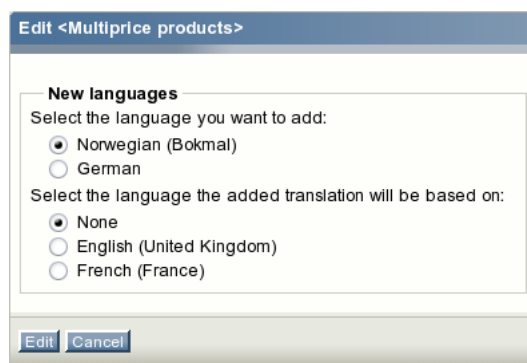 Edit <Multiprice products>
New languages
Select the language you want to add:
Norwegian (Bokmal)
German
Select the language the added translation will be based on:
None
English (United Kingdom)
French (France)
Edit Cancel